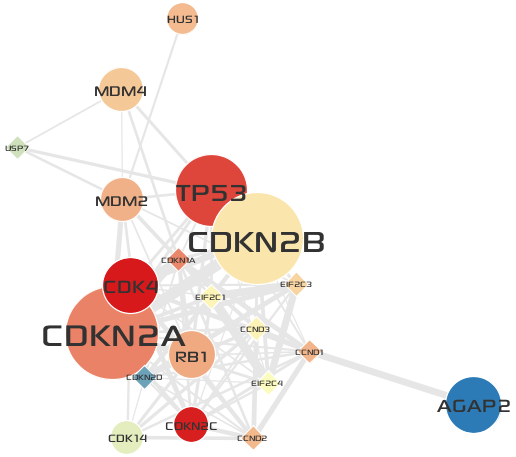 HUS1
MDM4
USP7
TP53
MDM2
CDKN2B
CDKN1A
CDK4
EIF2C3
EIF2C1
CDKN2A
CCND3
RB1
CCND1
CDKN2D
EIF2C4
AGAP2
CDKN2C
CDK14
CCND2